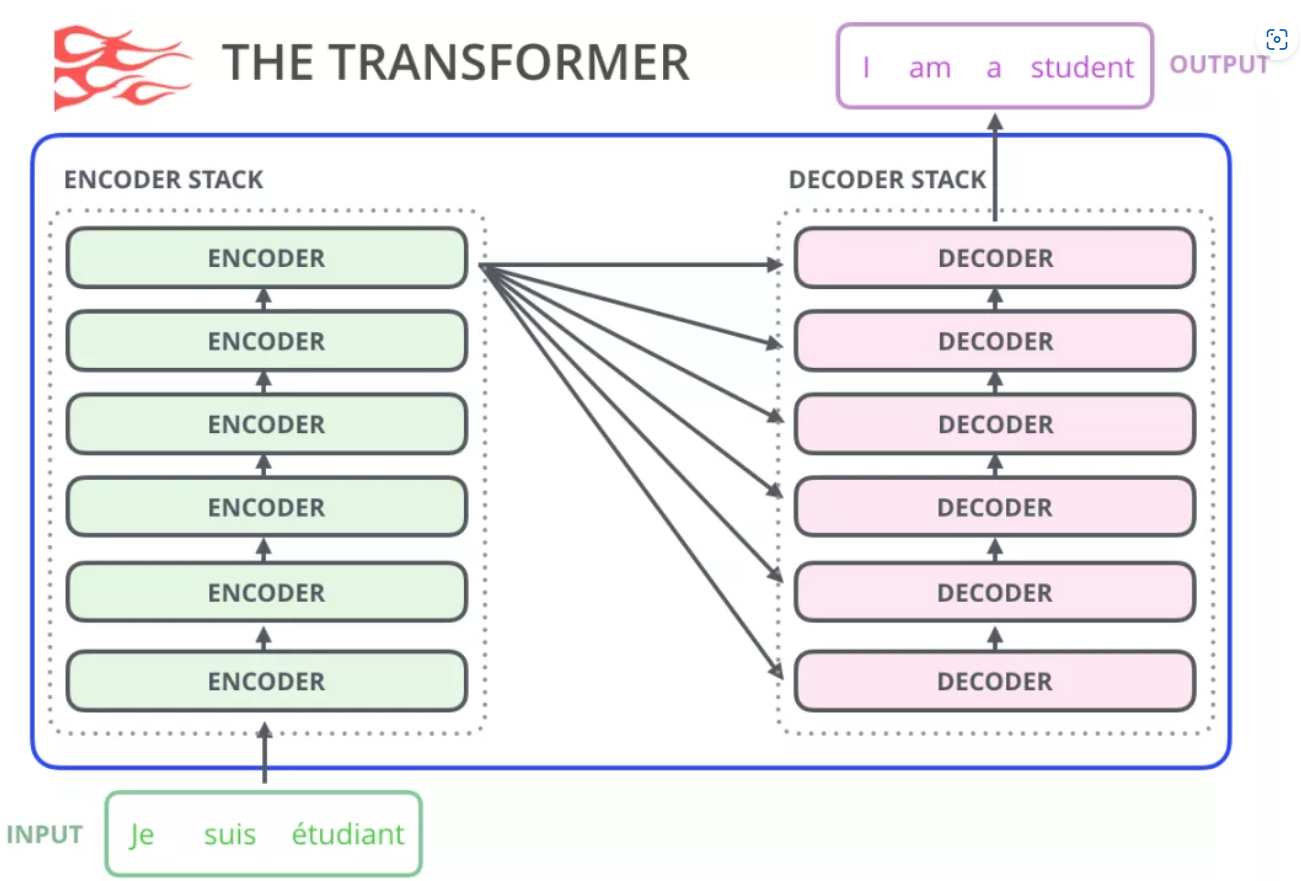 THE TRANSFORMER
I am a student
OUTPUT
ENCODER STACK
DECODER STACK
ENCODER
DECODER
ENCODER
DECODER
ENCODER
DECODER
ENCODER
DECODER
ENCODER
DECODER
ENCODER
DECODER
INPUT
Je suis étudiant